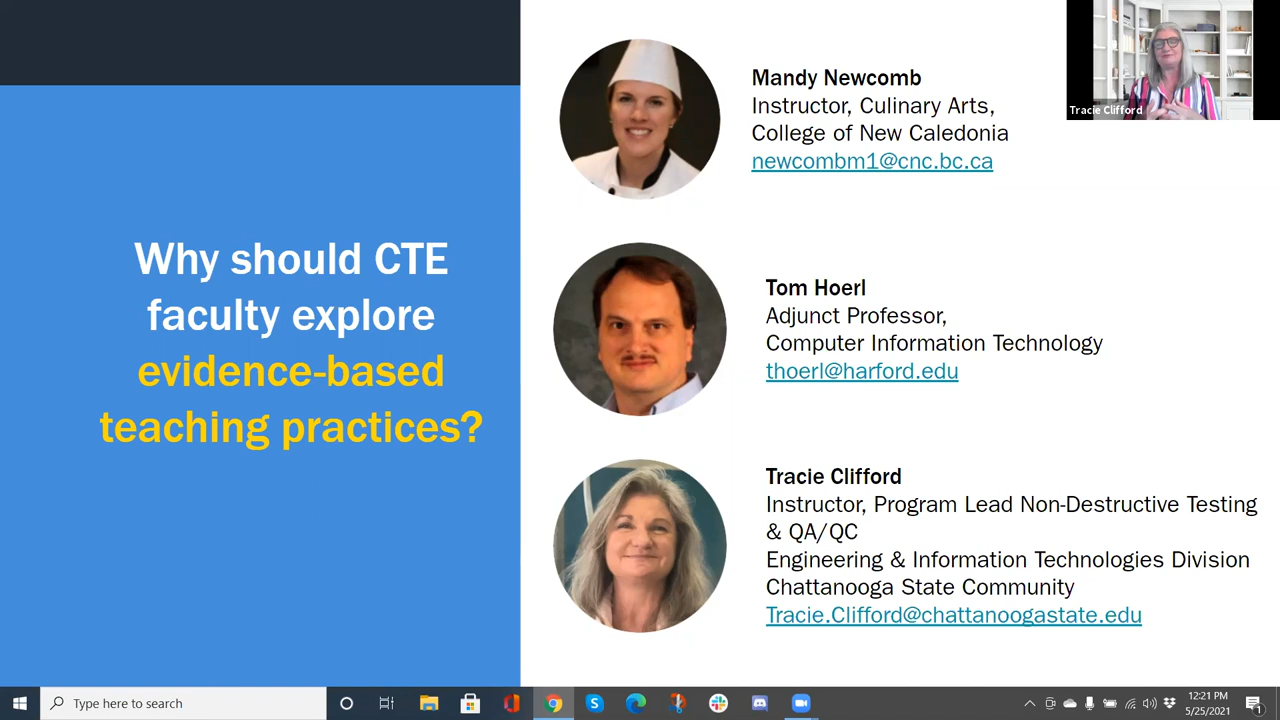 Why should CTE
faculty explore
evidence-based
teaching practices?
Mandy Newcomb
Instructor, Culinary Arts,
College of New Caledonia
newcombm1@cnc.bc.ca
Tom Hoerl
Adjunct Professor,
Computer Information Technology
thoerl@harford.edu
Tracie Clifford
Instructor, Program Lead Non-Destructive Testing
& QA/QC
Engineering & Information Technologies Division
Chattanooga State Community
Tracie.Clifford@chattanoogastate.edu
Tracie Clifford
Type here to search
12:21 PM
5/25/2021
1